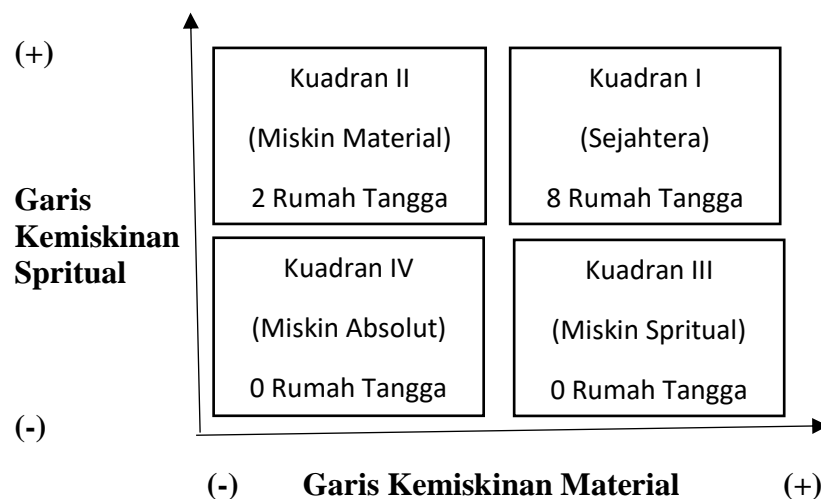 (+)
Kuadran II
(Miskin Material)
2 Rumah Tangga
Kuadran I
(Sejahtera)
8 Rumah Tangga
Garis
Kemiskinan
Spritual
Kuadran IV
(Miskin Absolut)
0 Rumah Tangga
Kuadran III
(Miskin Spritual)
0 Rumah Tangga
(-)
(-) Garis Kemiskinan Material (+)